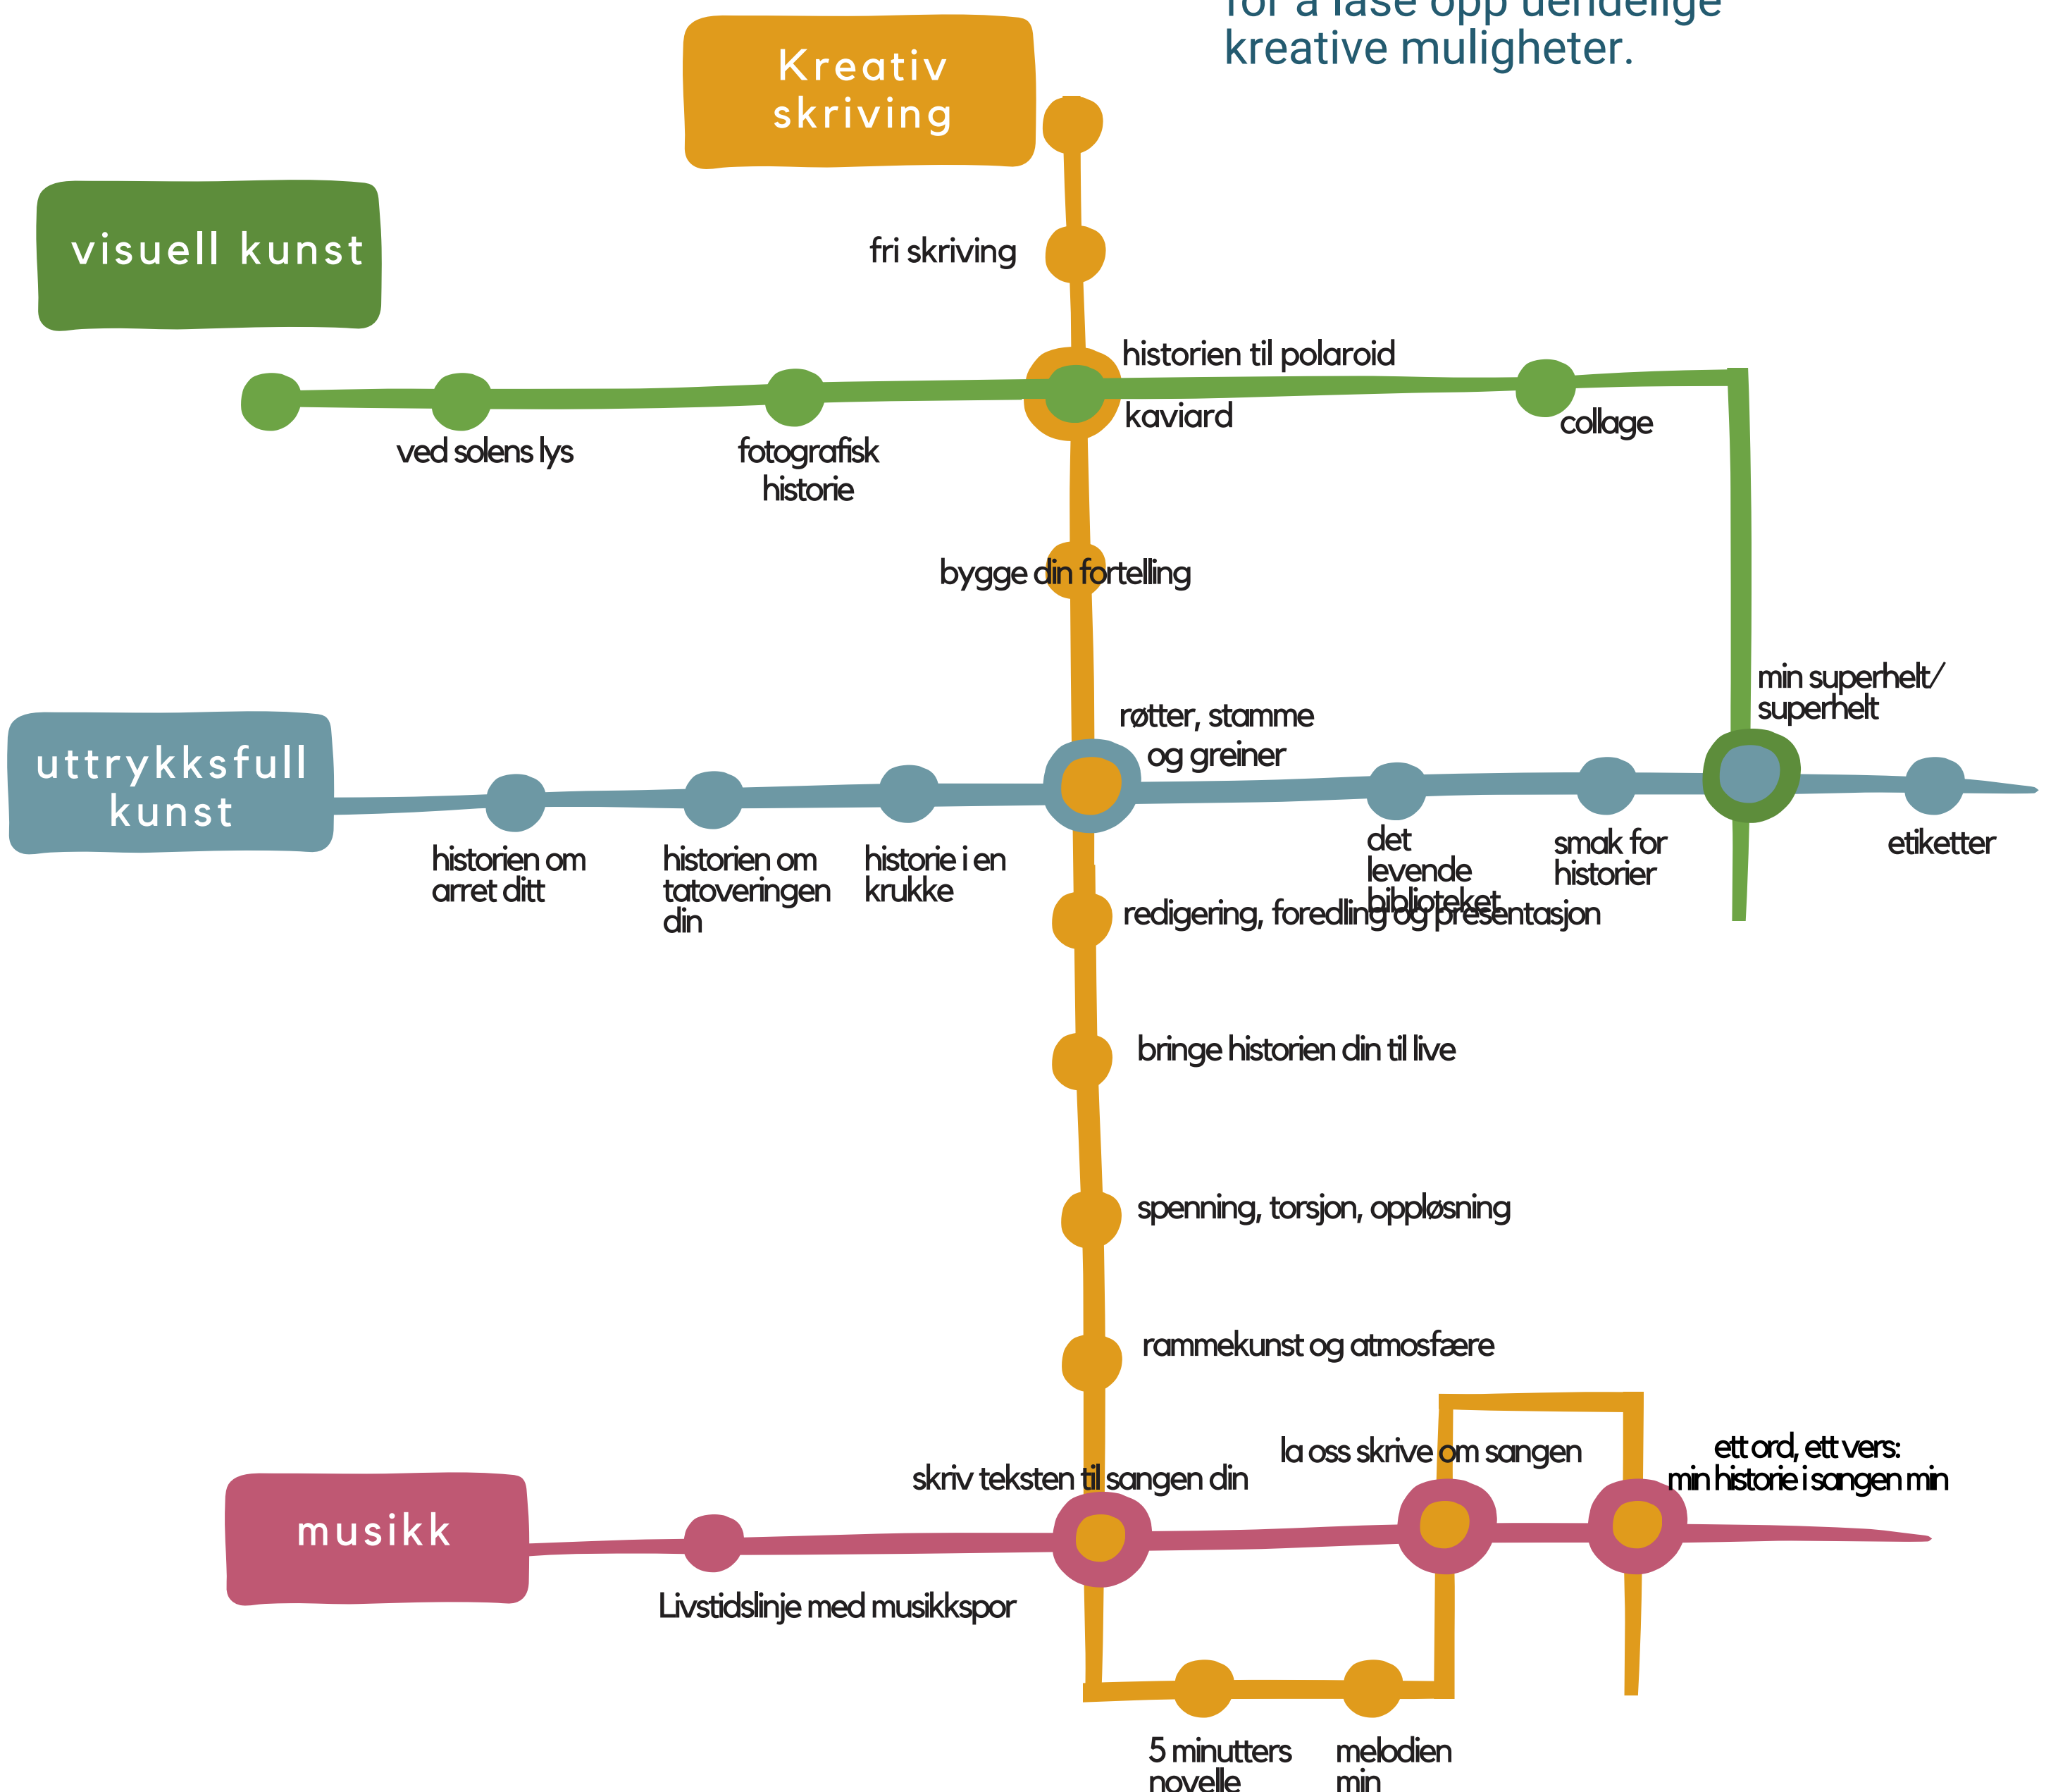 for å låse opp uendelige
kreative muligheter.
Kreativ
skriving
visuell kunst
fri skriving
historien til polaroid
kaviard
collage
ved solens lys
fotografisk
historie
bygge din fortelling
min superhelt/
superhelt
røtter, stamme
og greiner
uttrykksfull
kunst
historien om
arret ditt
historien om
tatoveringen
din
historie i en
krukke
det
levende
biblioteket
smak for
historier
etiketter
redigering, foredling og presentasjon
bringe historien din til live
spenning, torsjon, oppløsning
rammekunst og atmosfære
la oss skrive om sangen
ett ord, ett vers:
min historie i sangen min
skriv teksten til sangen din
musikk
Livstidslinje med musikkspor
5 minutters
novelle
melodien
min